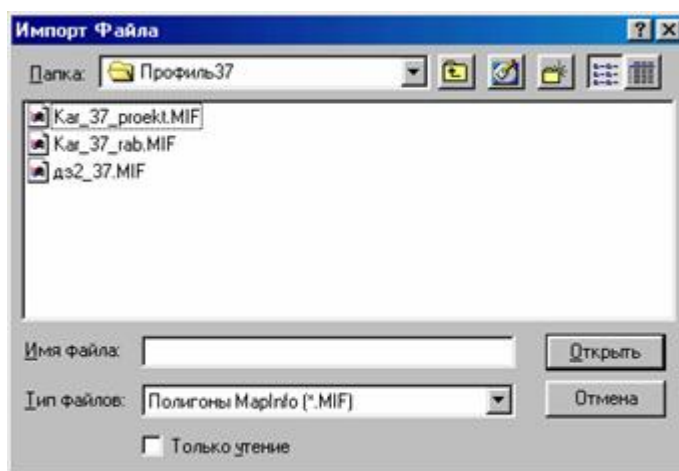 Импорт Файла
Папка: Профиль37
Kar_37_proekt.MIF
Kar_37_rab.MIF
дз2_37.MIF
Имя файла: Открыть
Тип файлов: Полигоны MapInfo (*.MIF) Отмена
Только чтение